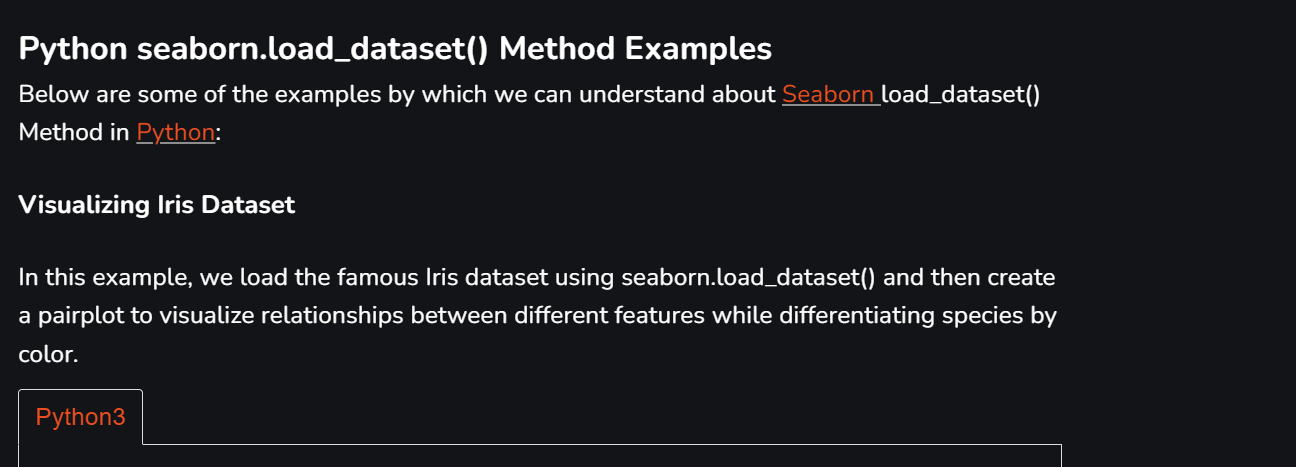 Python seaborn.load_dataset() Method Examples
Below are some of the examples by which we can understand about Seaborn load_dataset()
Method in Python:
Visualizing Iris Dataset
In this example, we load the famous Iris dataset using seaborn.load_dataset() and then create
a pairplot to visualize relationships between different features while differentiating species by
color.
Python3